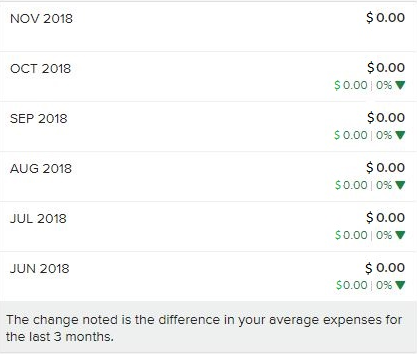 NOV 2018 $0.00
OCT 2018 $0.00
$0.00 | 0% ▼
SEP 2018 $0.00
$0.00 | 0% ▼
AUG 2018 $0.00
$0.00 | 0% ▼
JUL 2018 $0.00
$0.00 | 0% ▼
JUN 2018 $0.00
$0.00 | 0% ▼
The change noted is the difference in your average expenses for
the last 3 months.